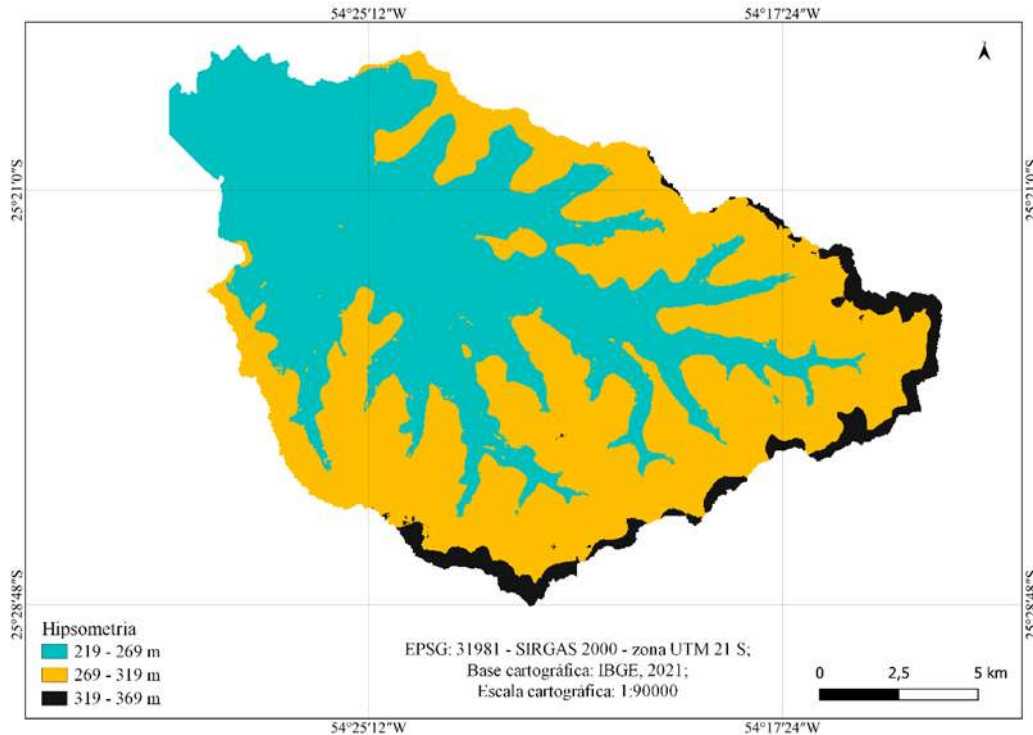 54°25'12"W
54°17'24"W
25°21'0"S
25°21'0"S
25°28'48"S
25°28'48"S
Hipsometria
219 - 269 m
269 - 319 m
319 - 369 m
EPSG: 31981 - SIRGAS 2000 - zona UTM 21 S;
Base cartográfica: IBGE, 2021;
Escala cartográfica: 1:90000
0 2,5 5 km
54°25'12"W
54°17'24"W